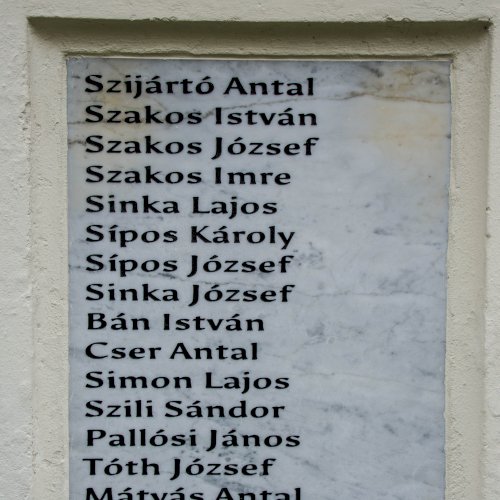 Szijártó Antal
Szakos István
Szakos József
Szakos Imre
Sinka Lajos
Sípos Károly
Sípos József
Sinka József
Bán István
Cser Antal
Simon Lajos
Szili Sándor
Pallósi János
Tóth József
Mátyás Antal